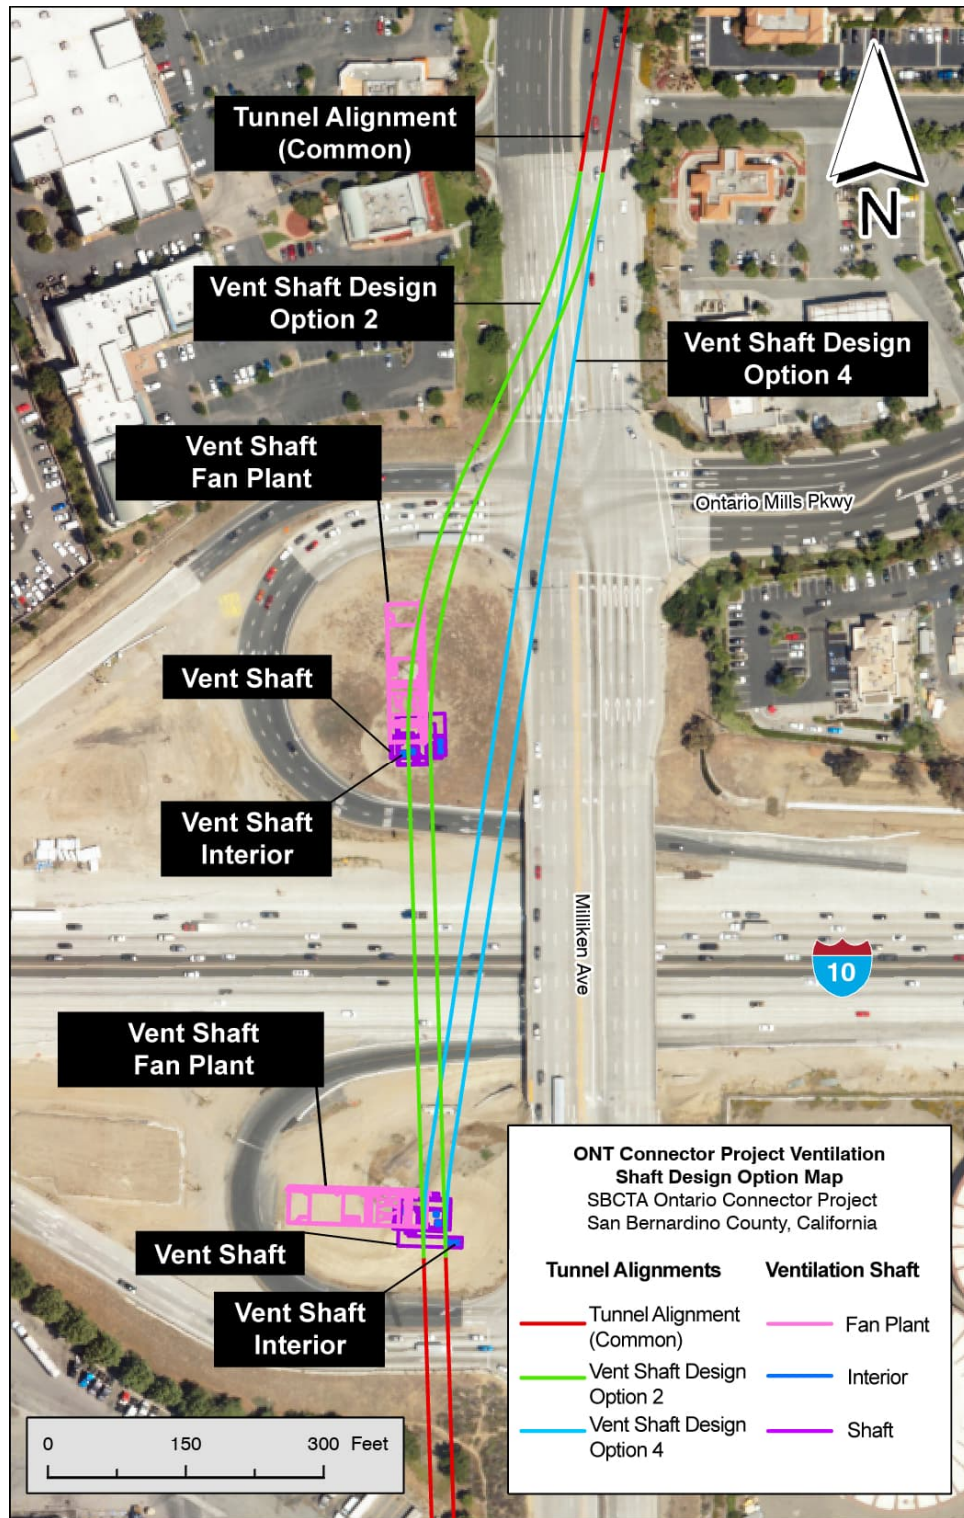 Tunnel Alignment
(Common)
N
Vent Shaft Design
Option 2
Vent Shaft Design
Option 4
Vent Shaft
Fan Plant
Ontario Mills Pkwy
Vent Shaft
Vent Shaft
Interior
Milliken Ave
10
Vent Shaft
Fan Plant
Vent Shaft
Vent Shaft
Interior
ONT Connector Project Ventilation
Shaft Design Option Map
SBCTA Ontario Connector Project
San Bernardino County, California
Tunnel Alignments
Tunnel Alignment
(Common)
Vent Shaft Design
Option 2
Vent Shaft Design
Option 4
Ventilation Shaft
Fan Plant
Interior
Shaft
0 150 300 Feet